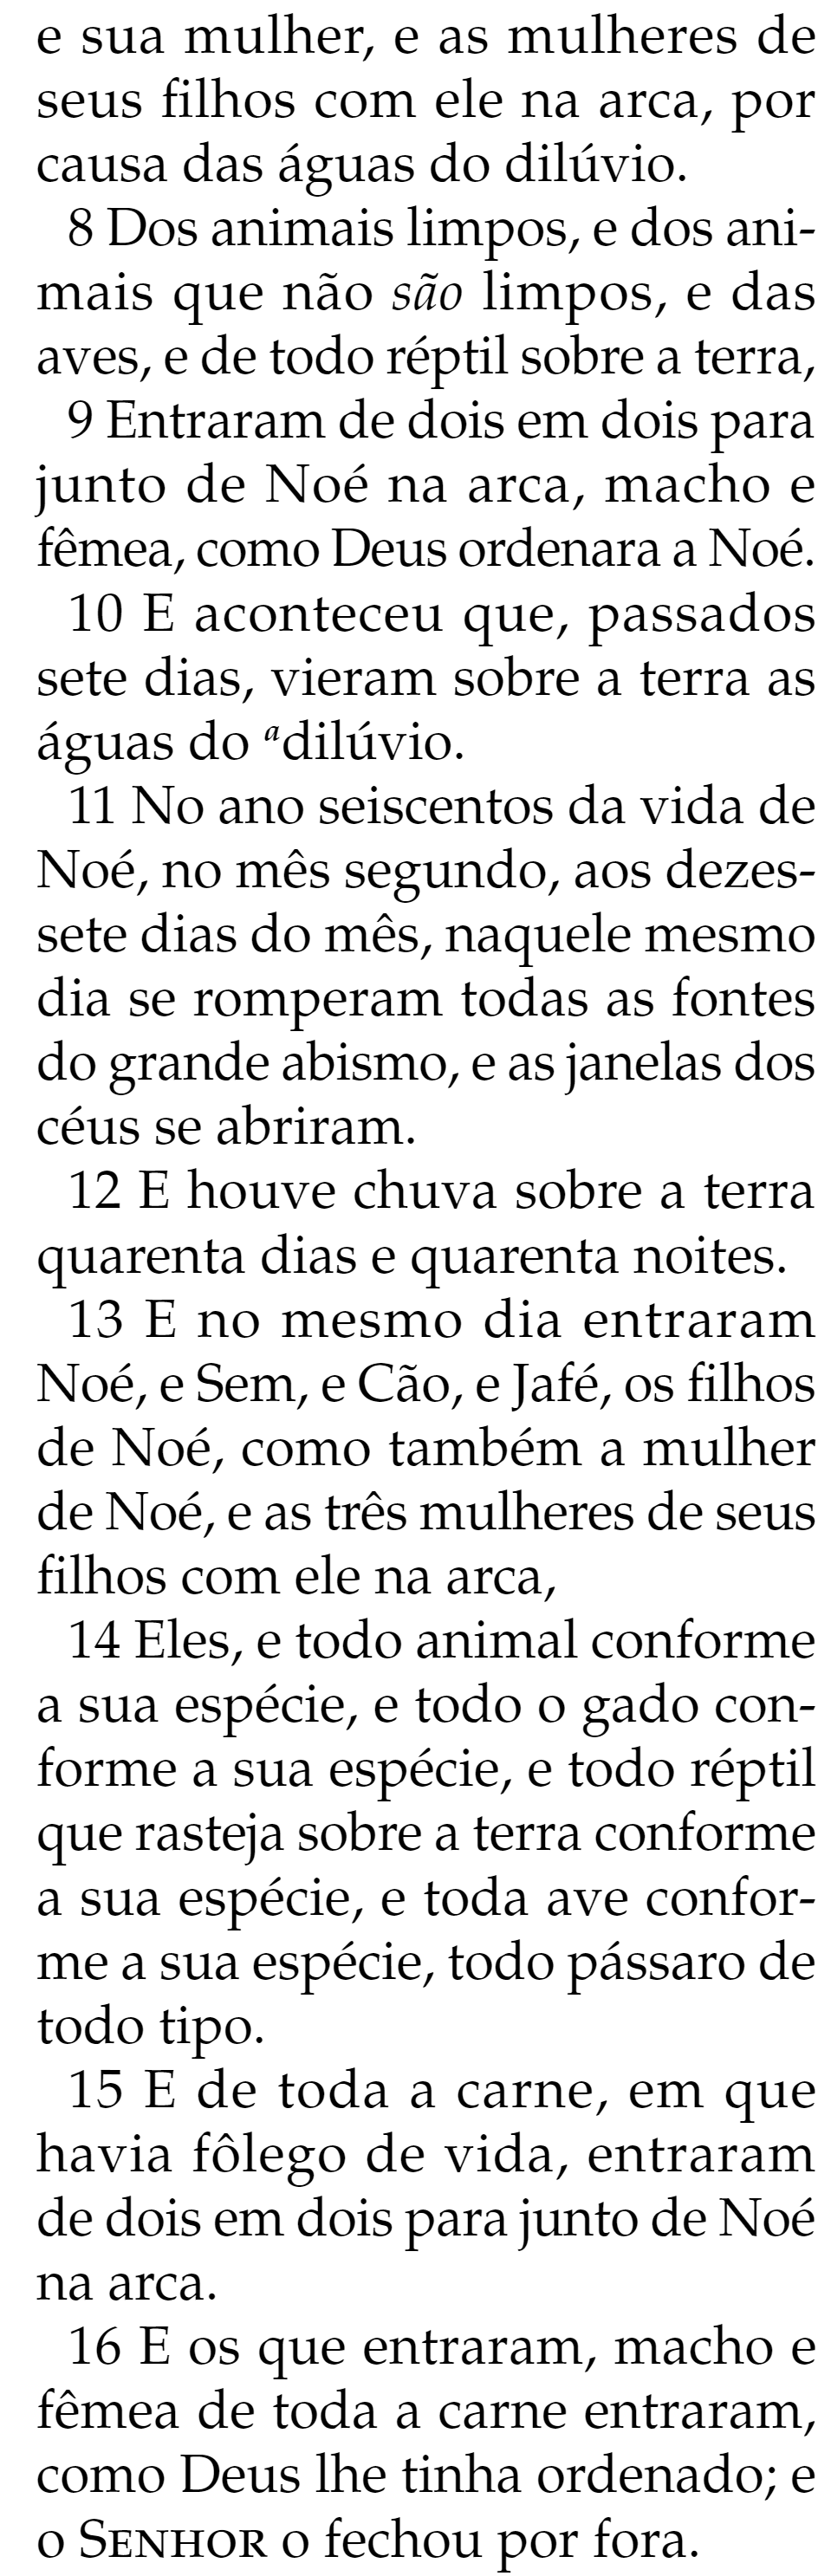 e sua mulher, e as mulheres de
seus filhos com ele na arca, por
causa das águas do dilúvio.
8 Dos animais limpos, e dos ani-
mais que não são limpos, e das
aves, e de todo réptil sobre a terra,
9 Entraram de dois em dois para
junto de Noé na arca, macho e
fêmea, como Deus ordenara a Noé.
10 E aconteceu que, passados
sete dias, vieram sobre a terra as
águas do ᵃdilúvio.
11 No ano seiscentos da vida de
Noé, no mês segundo, aos dezes-
sete dias do mês, naquele mesmo
dia se romperam todas as fontes
do grande abismo, e as janelas dos
céus se abriram.
12 E houve chuva sobre a terra
quarenta dias e quarenta noites.
13 E no mesmo dia entraram
Noé, e Sem, e Cão, e Jafé, os filhos
de Noé, como também a mulher
de Noé, e as três mulheres de seus
filhos com ele na arca,
14 Eles, e todo animal conforme
a sua espécie, e todo o gado con-
forme a sua espécie, e todo réptil
que rasteja sobre a terra conforme
a sua espécie, e toda ave confor-
me a sua espécie, todo pássaro de
todo tipo.
15 E de toda a carne, em que
havia fôlego de vida, entraram
de dois em dois para junto de Noé
na arca.
16 E os que entraram, macho e
fêmea de toda a carne entraram,
como Deus lhe tinha ordenado; e
o SENHOR o fechou por fora.